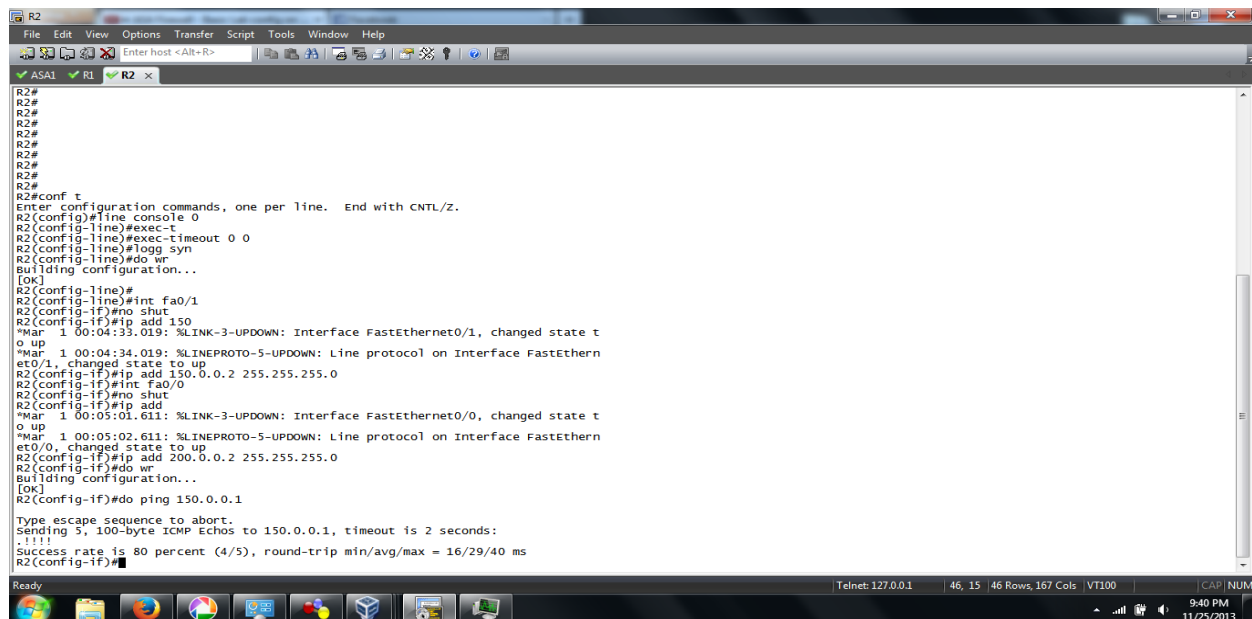 R2
File Edit View Options Transfer Script Tools Window Help
Enter host <Alt+R>
ASA1 R1 R2 ×
R2#
R2#
R2#
R2#
R2#
R2#
R2#
R2#
R2#
R2#
R2#conf t
Enter configuration commands, one per line.  End with CNTL/Z.
R2(config)#line console 0
R2(config-line)#exec-t
R2(config-line)#exec-timeout 0 0
R2(config-line)#logg syn
R2(config-line)#do wr
Building configuration...
[OK]
R2(config-line)#
R2(config-line)#int fa0/1
R2(config-if)#no shut
R2(config-if)#ip add 150
*Mar  1 00:04:33.019: %LINK-3-UPDOWN: Interface FastEthernet0/1, changed state t
o up
*Mar  1 00:04:34.019: %LINEPROTO-5-UPDOWN: Line protocol on Interface FastEthern
et0/1, changed state to up
R2(config-if)#ip add 150.0.0.2 255.255.255.0
R2(config-if)#int fa0/0
R2(config-if)#no shut
R2(config-if)#ip add
*Mar  1 00:05:01.611: %LINK-3-UPDOWN: Interface FastEthernet0/0, changed state t
o up
*Mar  1 00:05:02.611: %LINEPROTO-5-UPDOWN: Line protocol on Interface FastEthern
et0/0, changed state to up
R2(config-if)#ip add 200.0.0.2 255.255.255.0
R2(config-if)#do wr
Building configuration...
[OK]
R2(config-if)#do ping 150.0.0.1
Type escape sequence to abort.
Sending 5, 100-byte ICMP Echos to 150.0.0.1, timeout is 2 seconds:
.!!!!
Success rate is 80 percent (4/5), round-trip min/avg/max = 16/29/40 ms
R2(config-if)#
Ready Telnet: 127.0.0.1 46, 15 46 Rows, 167 Cols VT100 CAP NUM
9:40 PM
11/25/2013